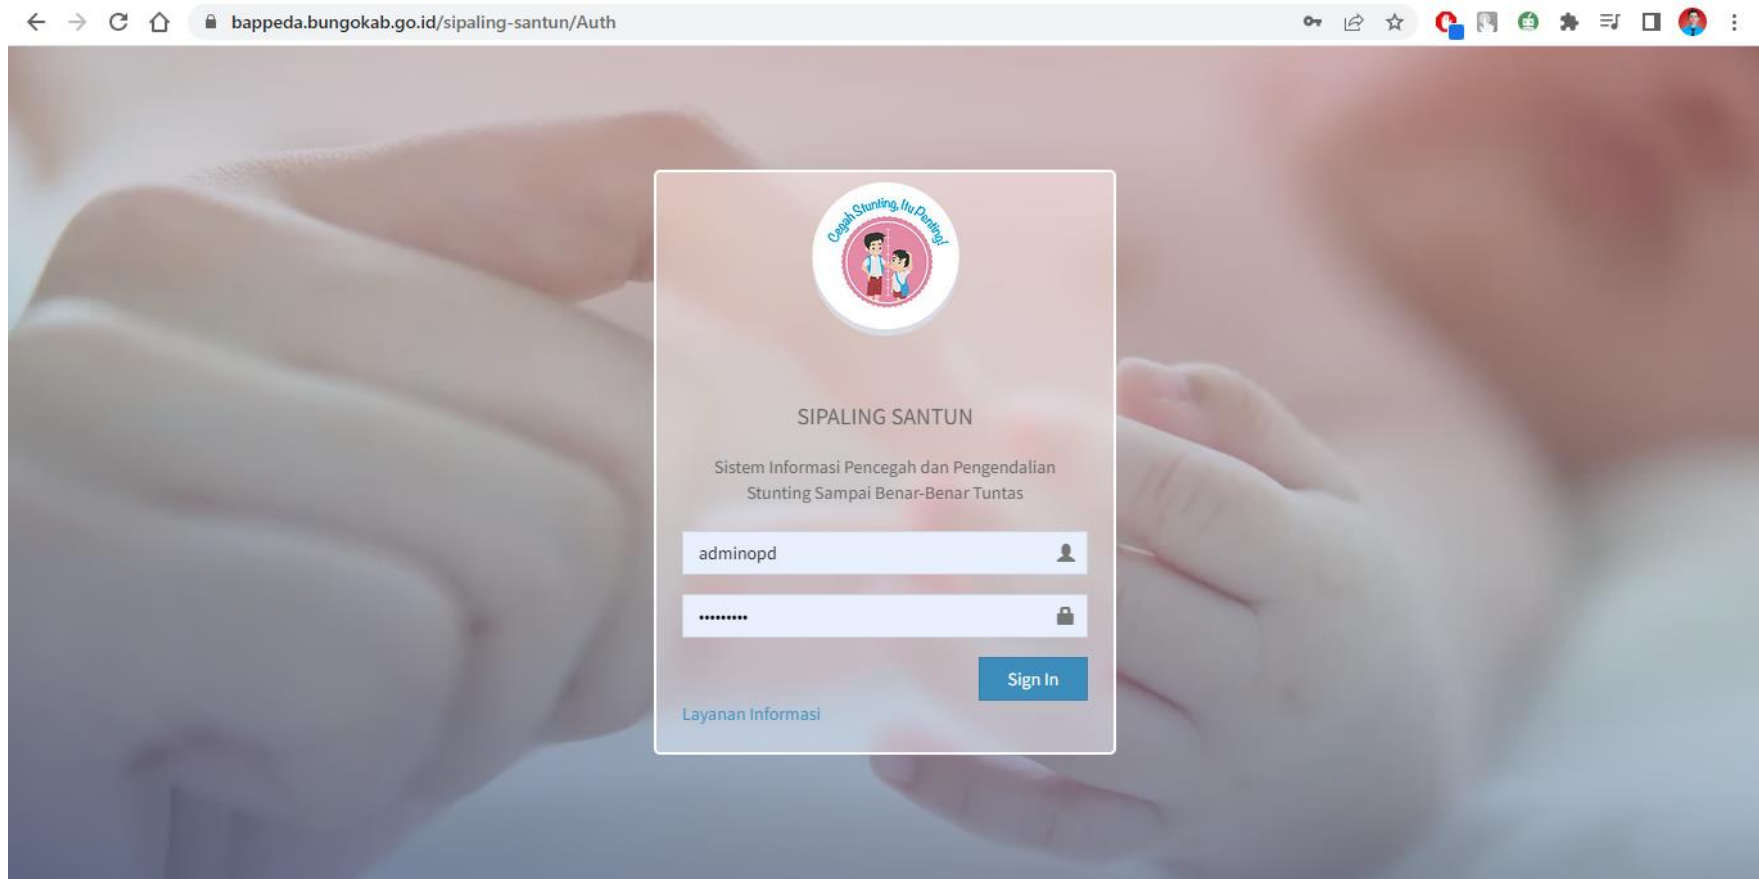 bappeda.bungokab.go.id/sipaling-santun/Auth
Cegah Stunting, Itu Penting!
SIPALING SANTUN
Sistem Informasi Pencegah dan Pengendalian
Stunting Sampai Benar-Benar Tuntas
adminopd
•••••••••
Sign In
Layanan Informasi